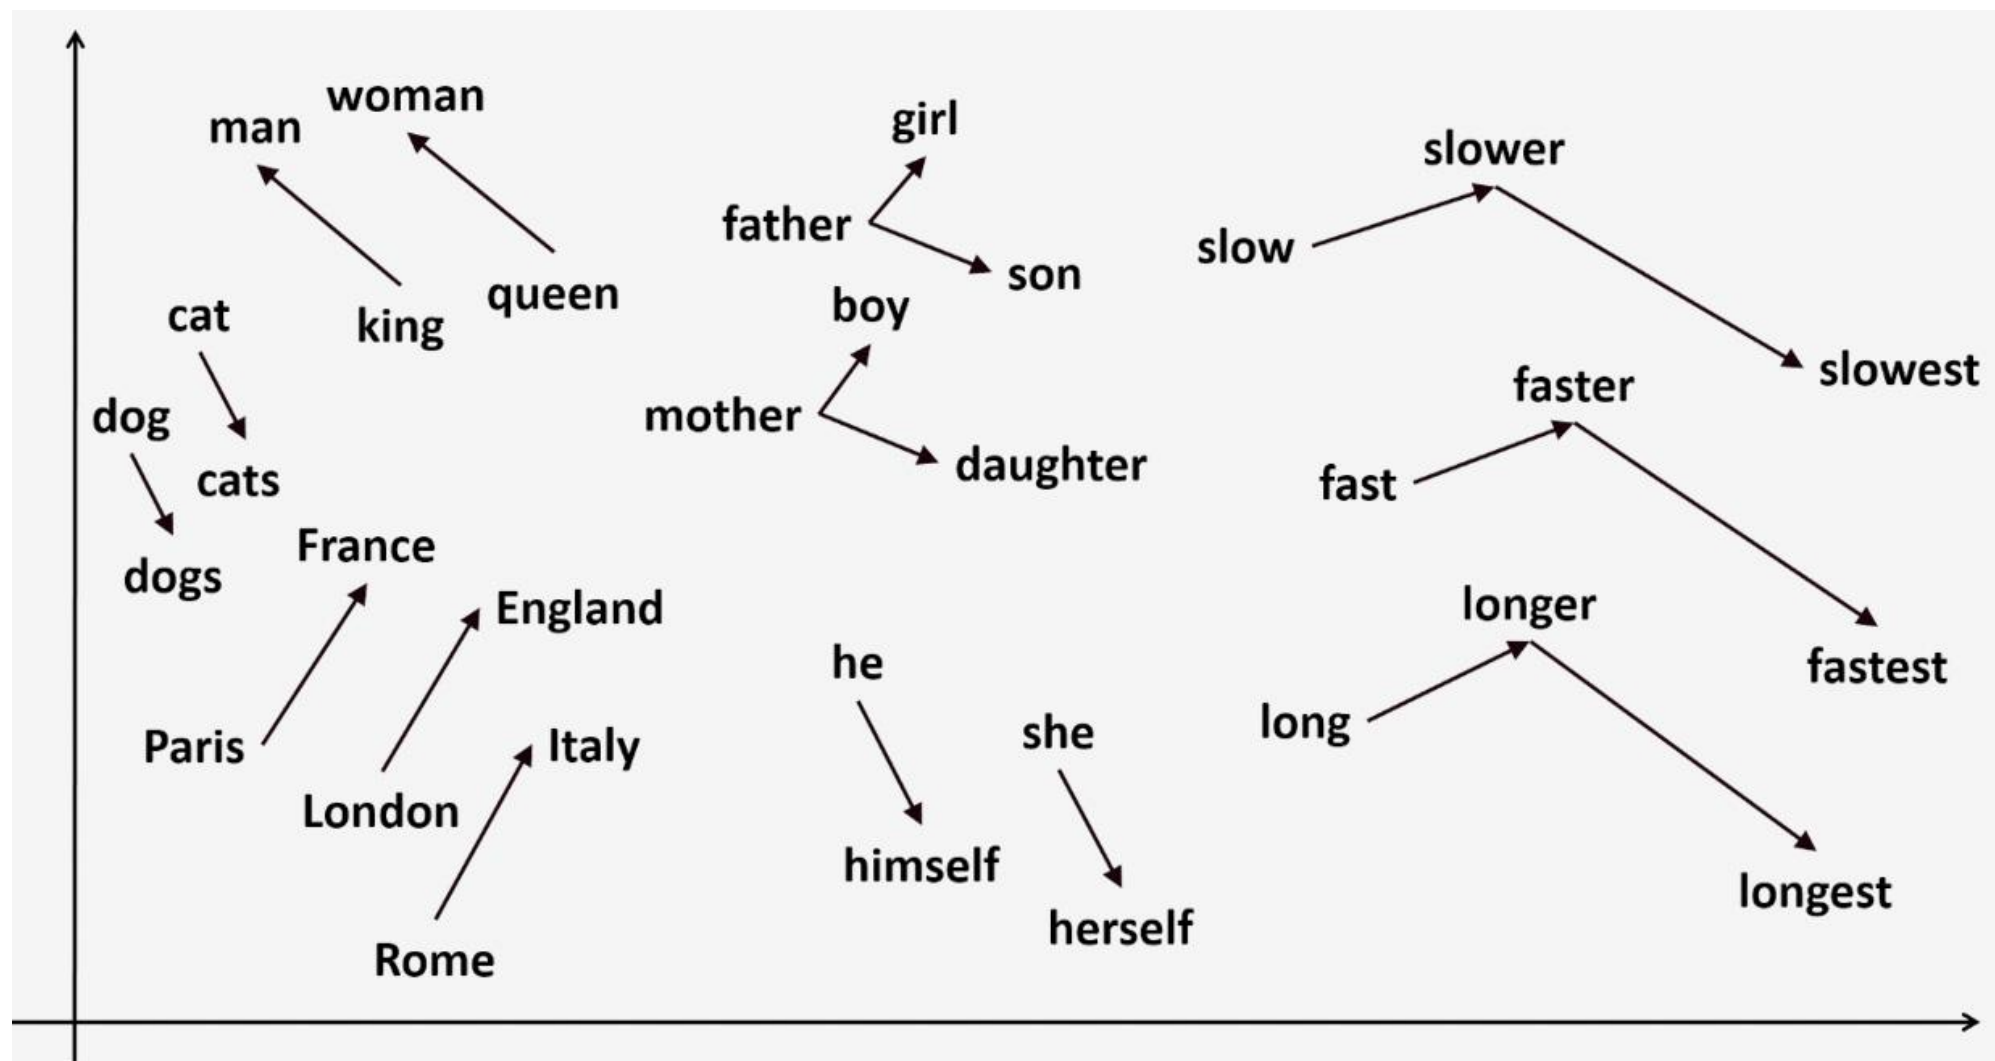 woman
man
girl
slower
father
slow
son
queen
boy
cat
king
slowest
faster
dog
mother
daughter
cats
fast
France
dogs
England
longer
he
fastest
Paris
Italy
she
long
London
himself
longest
herself
Rome